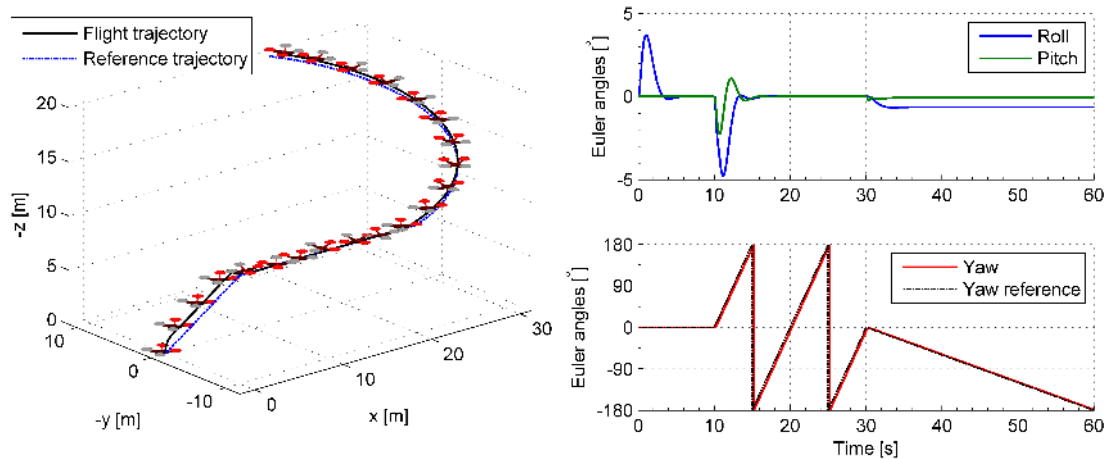 Flight trajectory
Reference trajectory
20
15
10
5
0
10
0
-10
-z [m]
-y [m]
0
10
20
30
x [m]
5
0
-5
Euler angles [°]
Roll
Pitch
0 10 20 30 40 50 60
180
90
0
-90
-180
Euler angles [°]
Yaw
Yaw reference
0 10 20 30 40 50 60
Time [s]